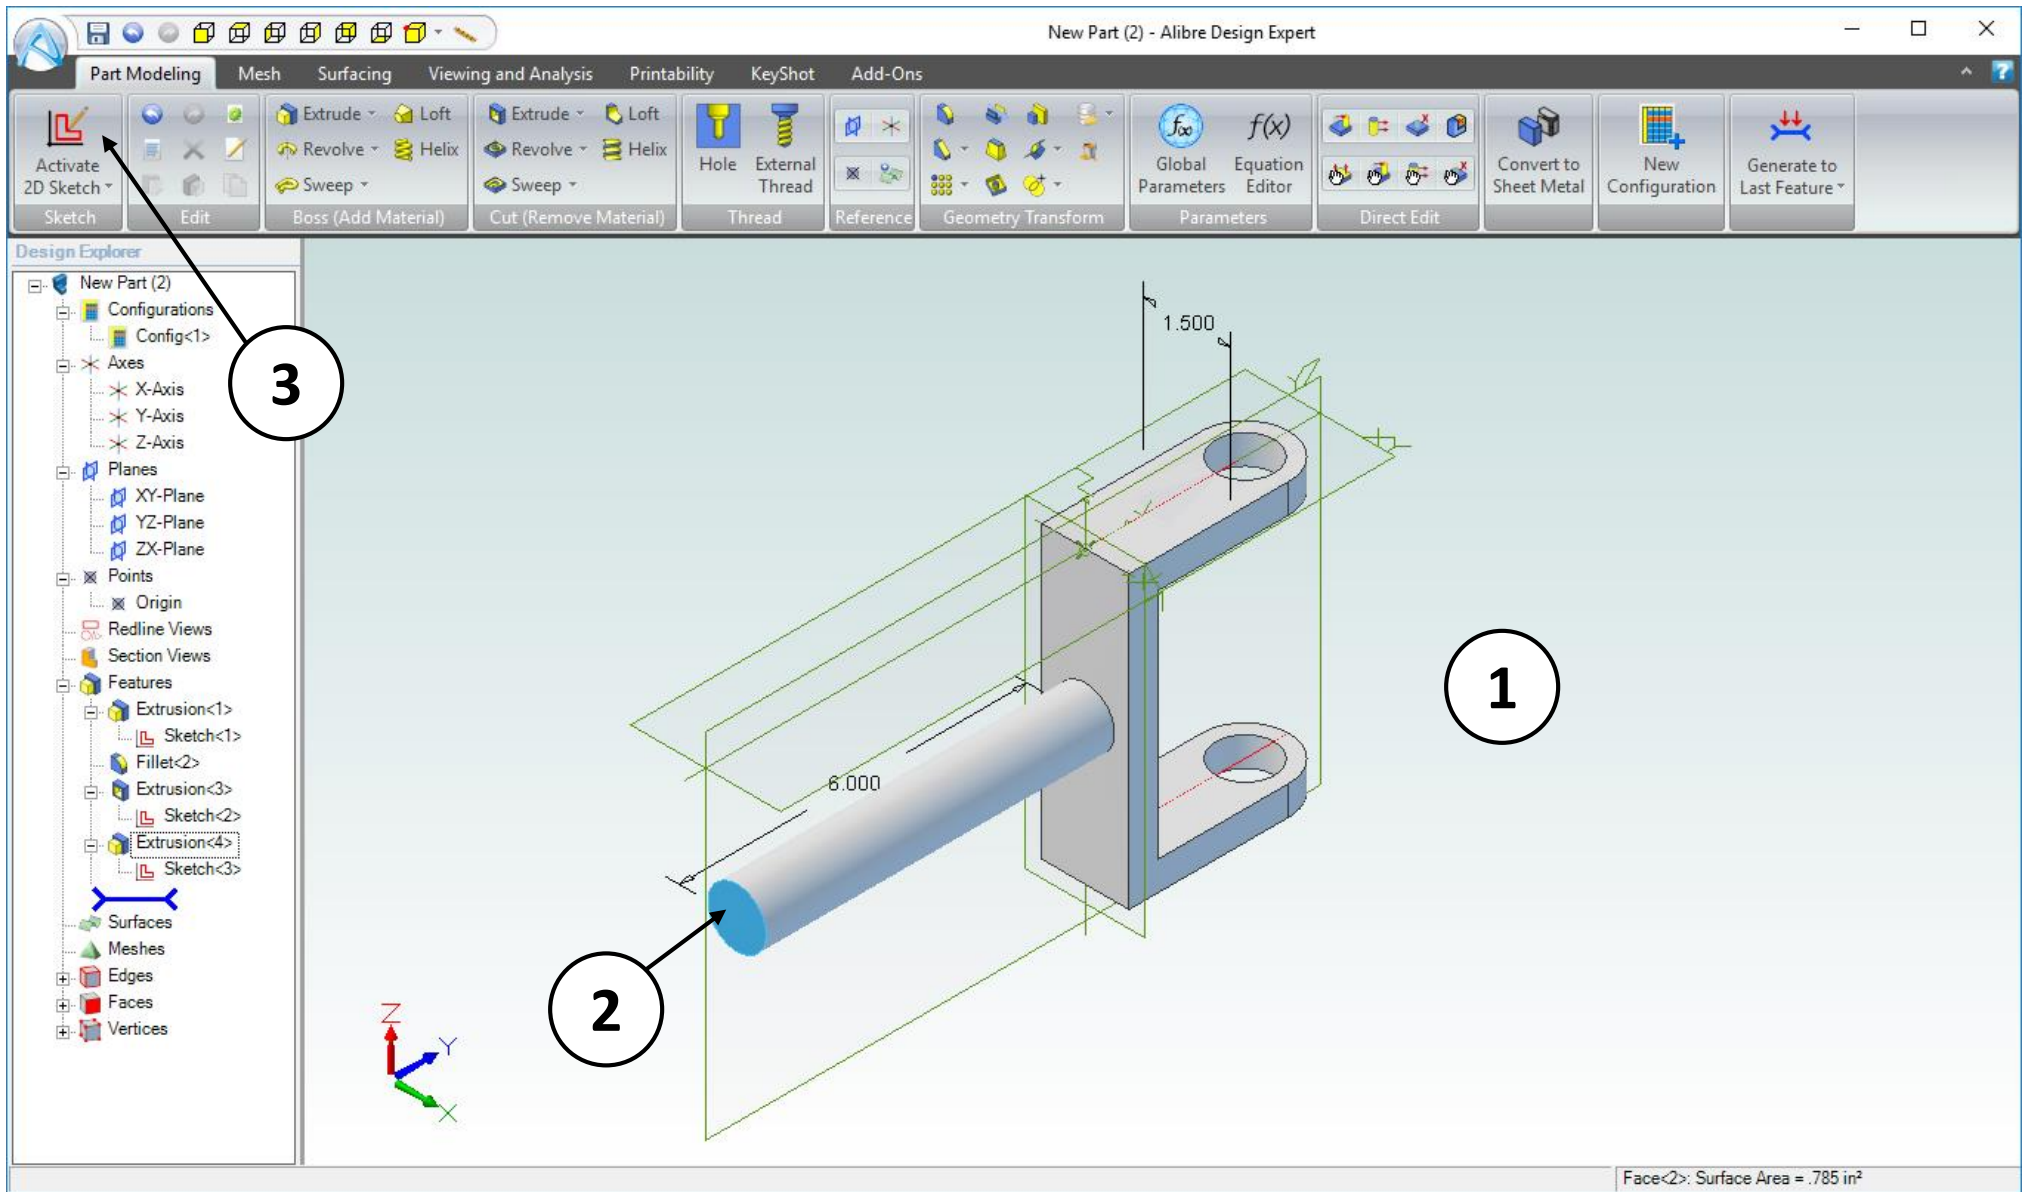 New Part (2) - Alibre Design Expert
Part Modeling Mesh Surfacing Viewing and Analysis Printability KeyShot Add-Ons
Activate
2D Sketch
Sketch
Edit
Extrude Loft
Revolve Helix
Sweep
Boss (Add Material)
Extrude Loft
Revolve Helix
Sweep
Cut (Remove Material)
Hole
External
Thread
Thread
Reference
Geometry Transform
f∞
Global
Parameters
f(x)
Equation
Editor
Parameters
Direct Edit
Convert to
Sheet Metal
New
Configuration
Generate to
Last Feature
Design Explorer
New Part (2)
Configurations
Config<1>
Axes
X-Axis
Y-Axis
Z-Axis
Planes
XY-Plane
YZ-Plane
ZX-Plane
Points
Origin
Redline Views
Section Views
Features
Extrusion<1>
Sketch<1>
Fillet<2>
Extrusion<3>
Sketch<2>
Extrusion<4>
Sketch<3>
Surfaces
Meshes
Edges
Faces
Vertices
3
1.500
1
6.000
2
Z
Y
X
Face<2>: Surface Area = .785 in²